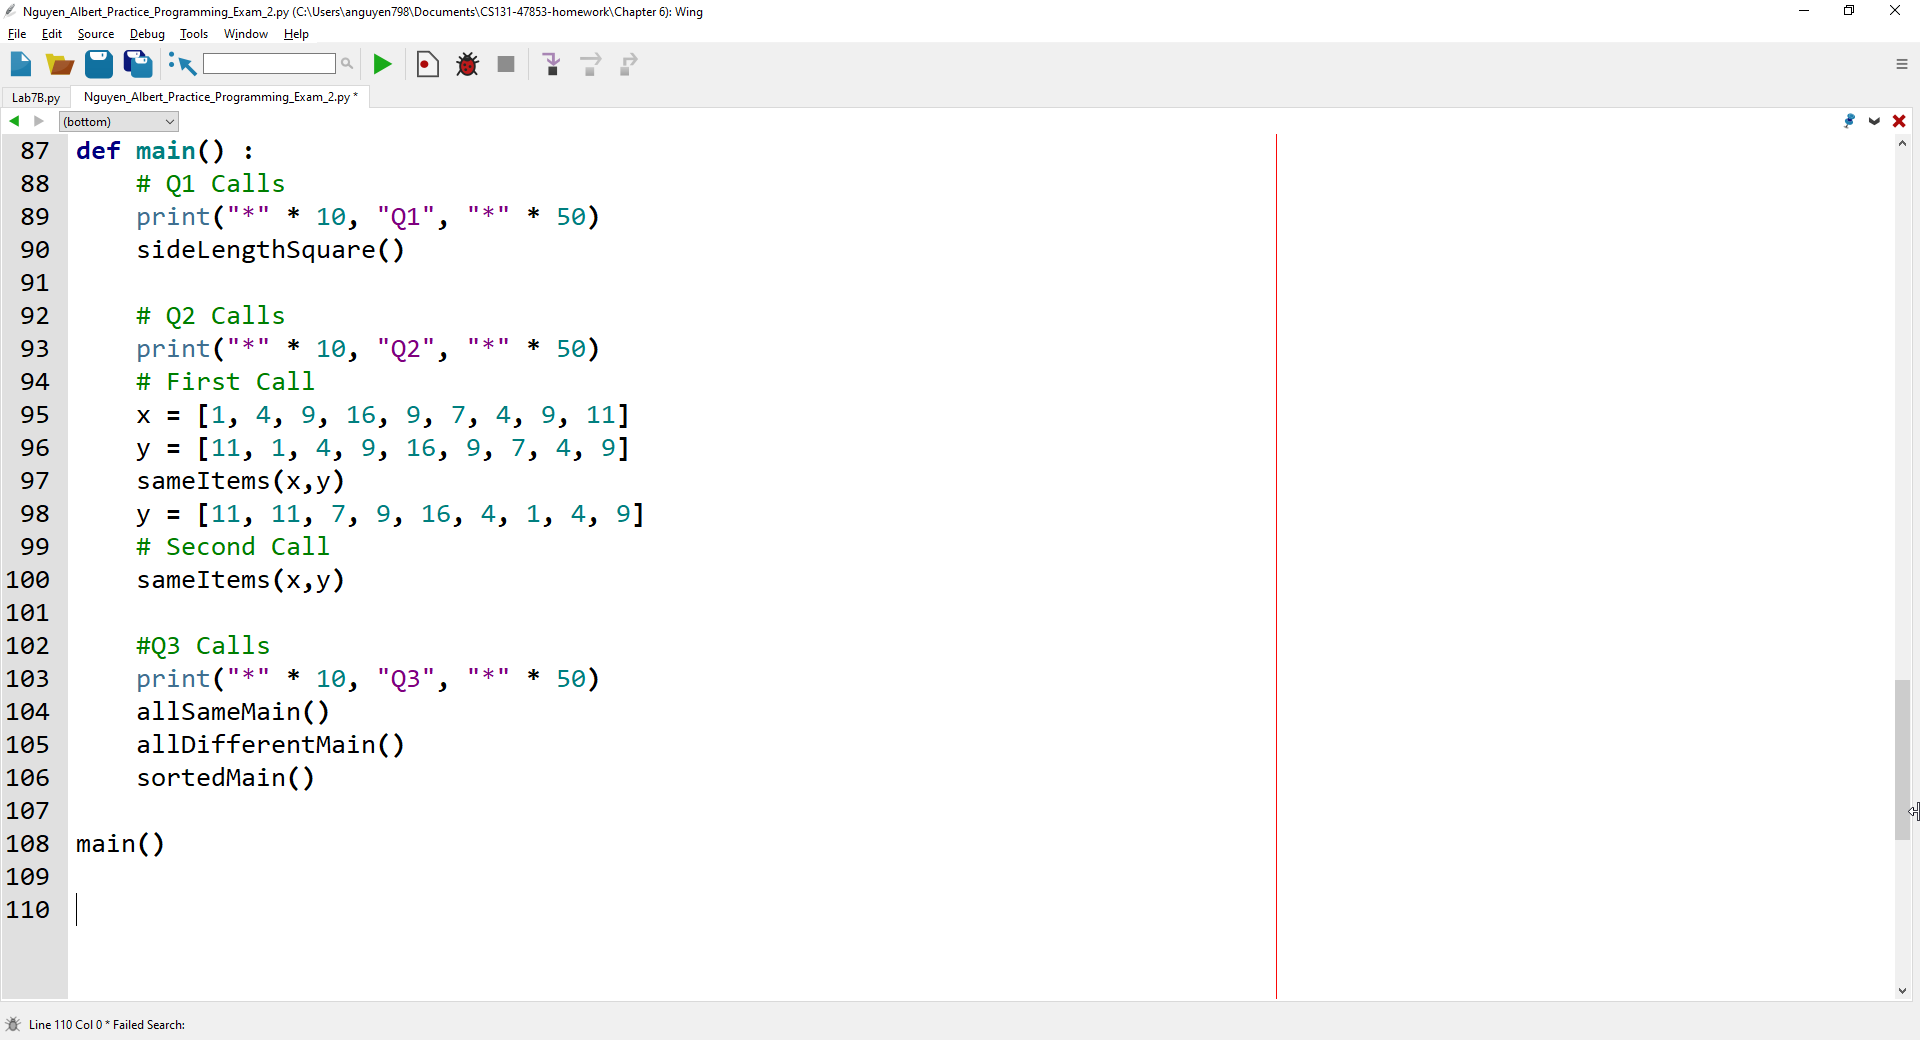 Nguyen_Albert_Practice_Programming_Exam_2.py (C:\Users\anguyen798\Documents\CS131-47853-homework\Chapter 6): Wing
File Edit Source Debug Tools Window Help
Lab7B.py Nguyen_Albert_Practice_Programming_Exam_2.py *
(bottom)
87 def main() :
88     # Q1 Calls
89     print("*" * 10, "Q1", "*" * 50)
90     sideLengthSquare()
91
92     # Q2 Calls
93     print("*" * 10, "Q2", "*" * 50)
94     # First Call
95     x = [1, 4, 9, 16, 9, 7, 4, 9, 11]
96     y = [11, 1, 4, 9, 16, 9, 7, 4, 9]
97     sameItems(x,y)
98     y = [11, 11, 7, 9, 16, 4, 1, 4, 9]
99     # Second Call
100     sameItems(x,y)
101
102     #Q3 Calls
103     print("*" * 10, "Q3", "*" * 50)
104     allSameMain()
105     allDifferentMain()
106     sortedMain()
107
108 main()
109
110
Line 110 Col 0 * Failed Search: